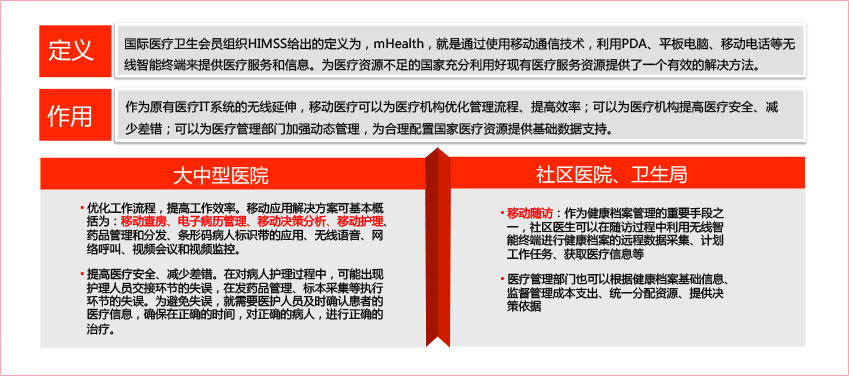 定义
国际医疗卫生会员组织HIMSS给出的定义为，mHealth，就是通过使用移动通信技术，利用PDA、平板电脑、移动电话等无
线智能终端来提供医疗服务和信息。为医疗资源不足的国家充分利用好现有医疗服务资源提供了一个有效的解决方法。
作用
作为原有医疗IT系统的无线延伸，移动医疗可以为医疗机构优化管理流程、提高效率；可以为医疗机构提高医疗安全、减
少差错；可以为医疗管理部门加强动态管理，为合理配置国家医疗资源提供基础数据支持。
大中型医院
• 优化工作流程，提高工作效率。移动应用解决方案可基本概
括为：移动查房、电子病历管理、移动决策分析、移动护理、
药品管理和分发、条形码病人标识带的应用、无线语音、网
络呼叫、视频会议和视频监控。
• 提高医疗安全、减少差错。在对病人护理过程中，可能出现
护理人员交接环节的失误，在发药品管理、标本采集等执行
环节的失误。为避免失误，就需要医护人员及时确认患者的
医疗信息，确保在正确的时间，对正确的病人，进行正确的
治疗。
社区医院、卫生局
• 移动随访：作为健康档案管理的重要手段之
一，社区医生可以在随访过程中利用无线智
能终端进行健康档案的远程数据采集、计划
工作任务、获取医疗信息等
• 医疗管理部门也可以根据健康档案基础信息、
监督管理成本支出、统一分配资源、提供决
策依据